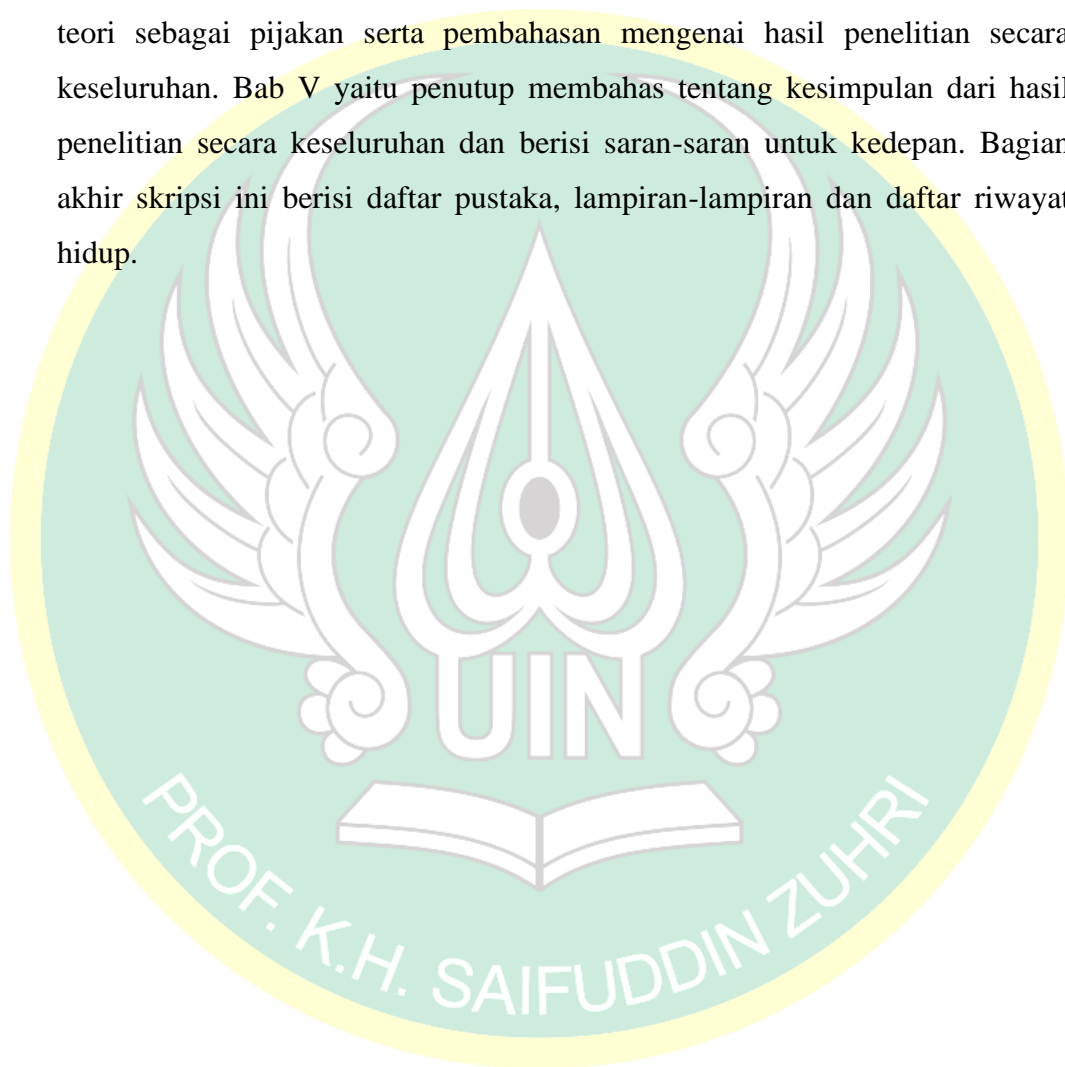 teori sebagai pijakan serta pembahasan mengenai hasil penelitian secara
keseluruhan. Bab V yaitu penutup membahas tentang kesimpulan dari hasil
penelitian secara keseluruhan dan berisi saran-saran untuk kedepan. Bagian
akhir skripsi ini berisi daftar pustaka, lampiran-lampiran dan daftar riwayat
hidup.
UIN
PROF. K.H. SAIFUDDIN ZUHRI